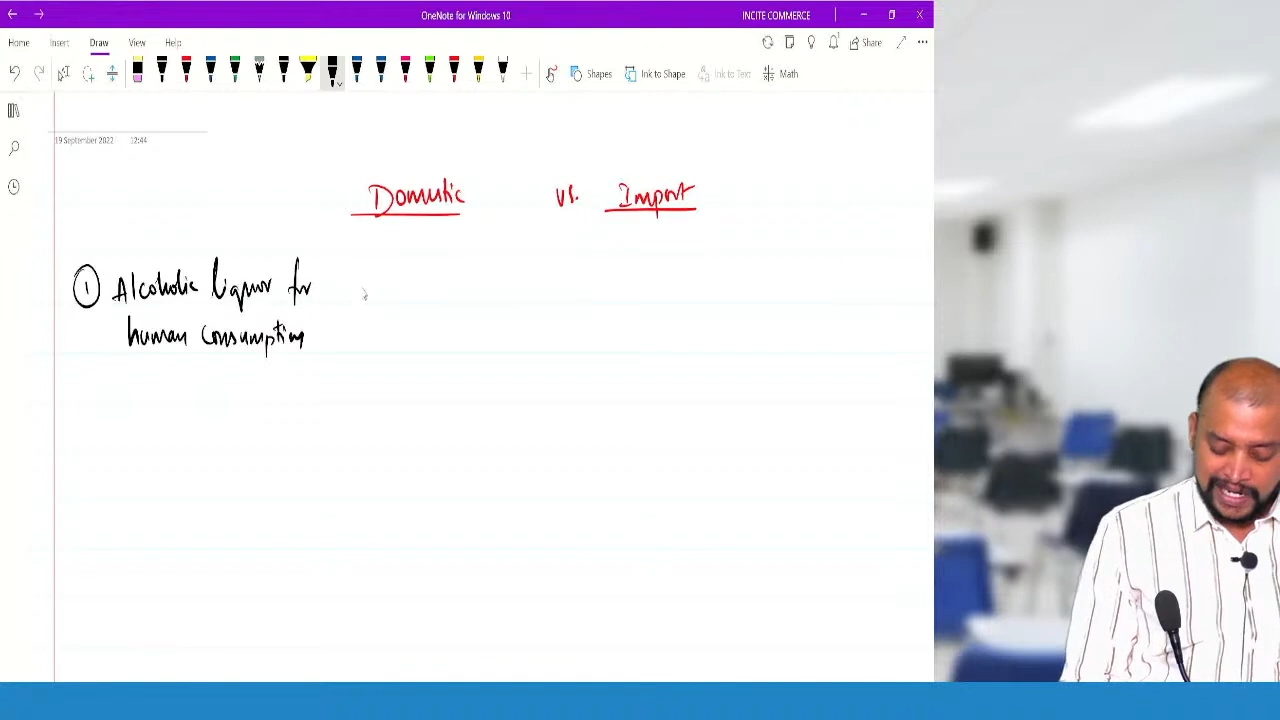 OneNote for Windows 10
INCITE COMMERCE
Home Insert Draw View Help
Share
Shapes Ink to Shape Ink to Text Math
19 September 2022 12:44
Domestic vs. Import
① Alcoholic liquor for
human consumption